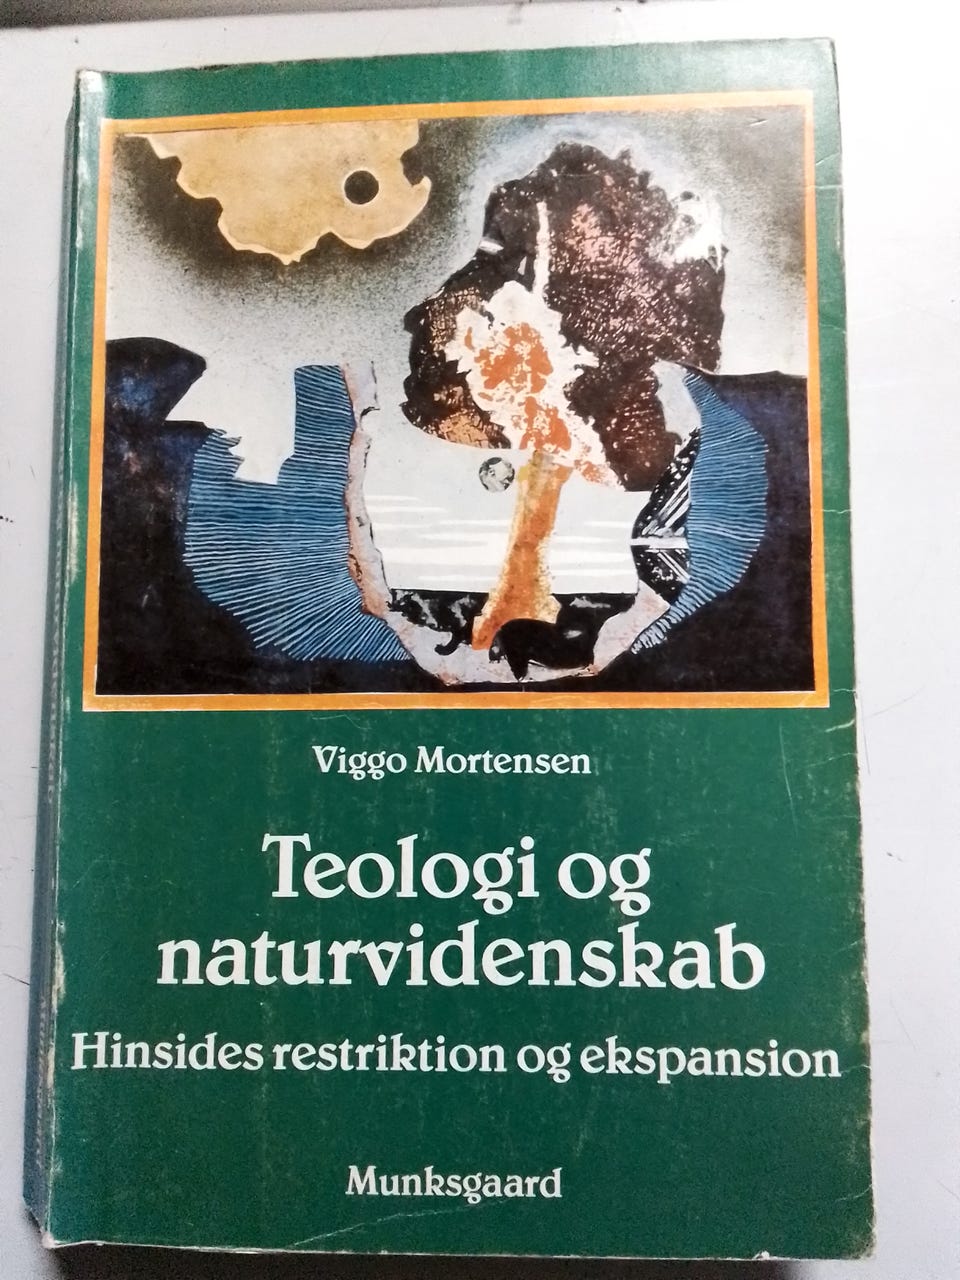 Viggo Mortensen
Teologi og
naturvidenskab
Hinsides restriktion og ekspansion
Munksgaard